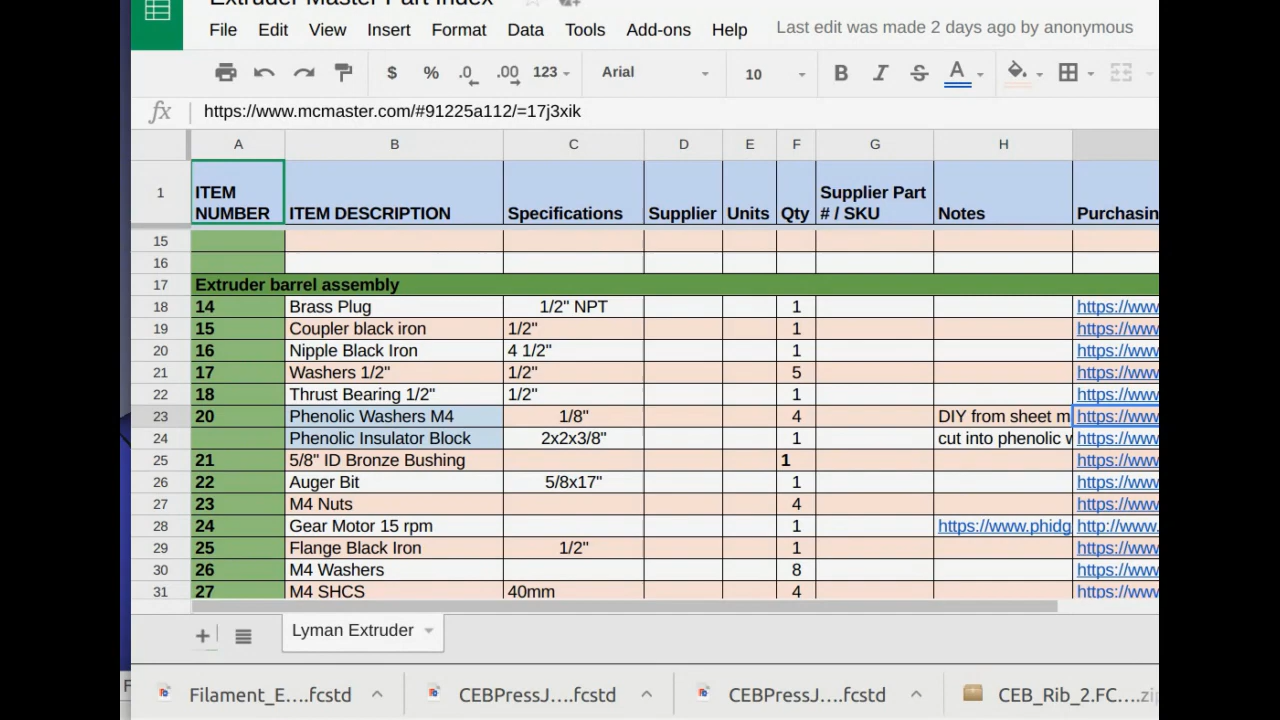 Extruder Master Part Index
File Edit View Insert Format Data Tools Add-ons Help Last edit was made 2 days ago by anonymous
$ % .0 .00 123 Arial 10 B I S A
fx https://www.mcmaster.com/#91225a112/=17j3xik
A B C D E F G H
1 ITEM NUMBER ITEM DESCRIPTION Specifications Supplier Units Qty Supplier Part # / SKU Notes Purchasin
15
16
17 Extruder barrel assembly
18 14 Brass Plug 1/2" NPT 1 https://www
19 15 Coupler black iron 1/2" 1 https://www
20 16 Nipple Black Iron 4 1/2" 1 https://www
21 17 Washers 1/2" 1/2" 5 https://www
22 18 Thrust Bearing 1/2" 1/2" 1 https://www
23 20 Phenolic Washers M4 1/8" 4 DIY from sheet m https://www
24 Phenolic Insulator Block 2x2x3/8" 1 cut into phenolic w https://www
25 21 5/8" ID Bronze Bushing 1 https://www
26 22 Auger Bit 5/8x17" 1 https://www
27 23 M4 Nuts 4 https://www
28 24 Gear Motor 15 rpm 1 https://www.phidg http://www.
29 25 Flange Black Iron 1/2" 1 https://www
30 26 M4 Washers 8 https://www
31 27 M4 SHCS 40mm 4 https://www
+ Lyman Extruder
F Filament_E....fcstd CEBPressJ....fcstd CEBPressJ....fcstd CEB_Rib_2.FC....zip